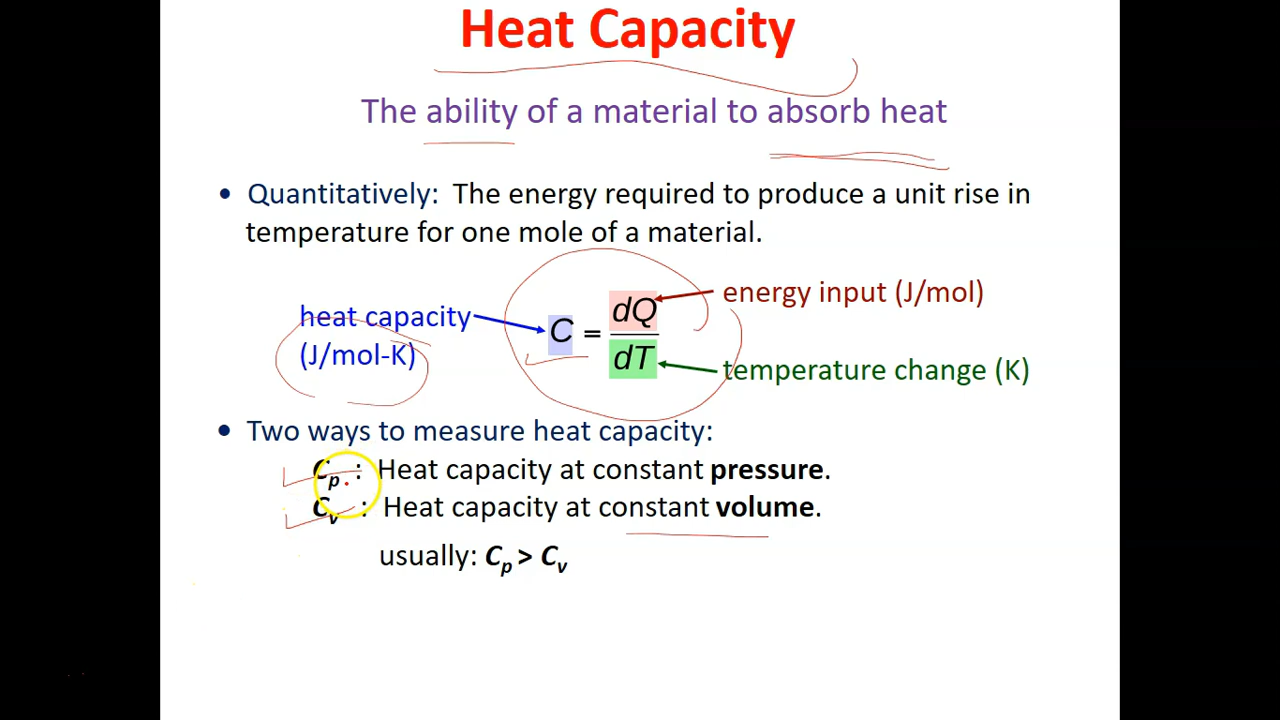 Heat Capacity
The ability of a material to absorb heat
• Quantitatively: The energy required to produce a unit rise in
temperature for one mole of a material.
heat capacity
(J/mol-K)
C = dQ/dT
energy input (J/mol)
temperature change (K)
• Two ways to measure heat capacity:
Cp : Heat capacity at constant pressure.
Cv : Heat capacity at constant volume.
usually: Cp > Cv